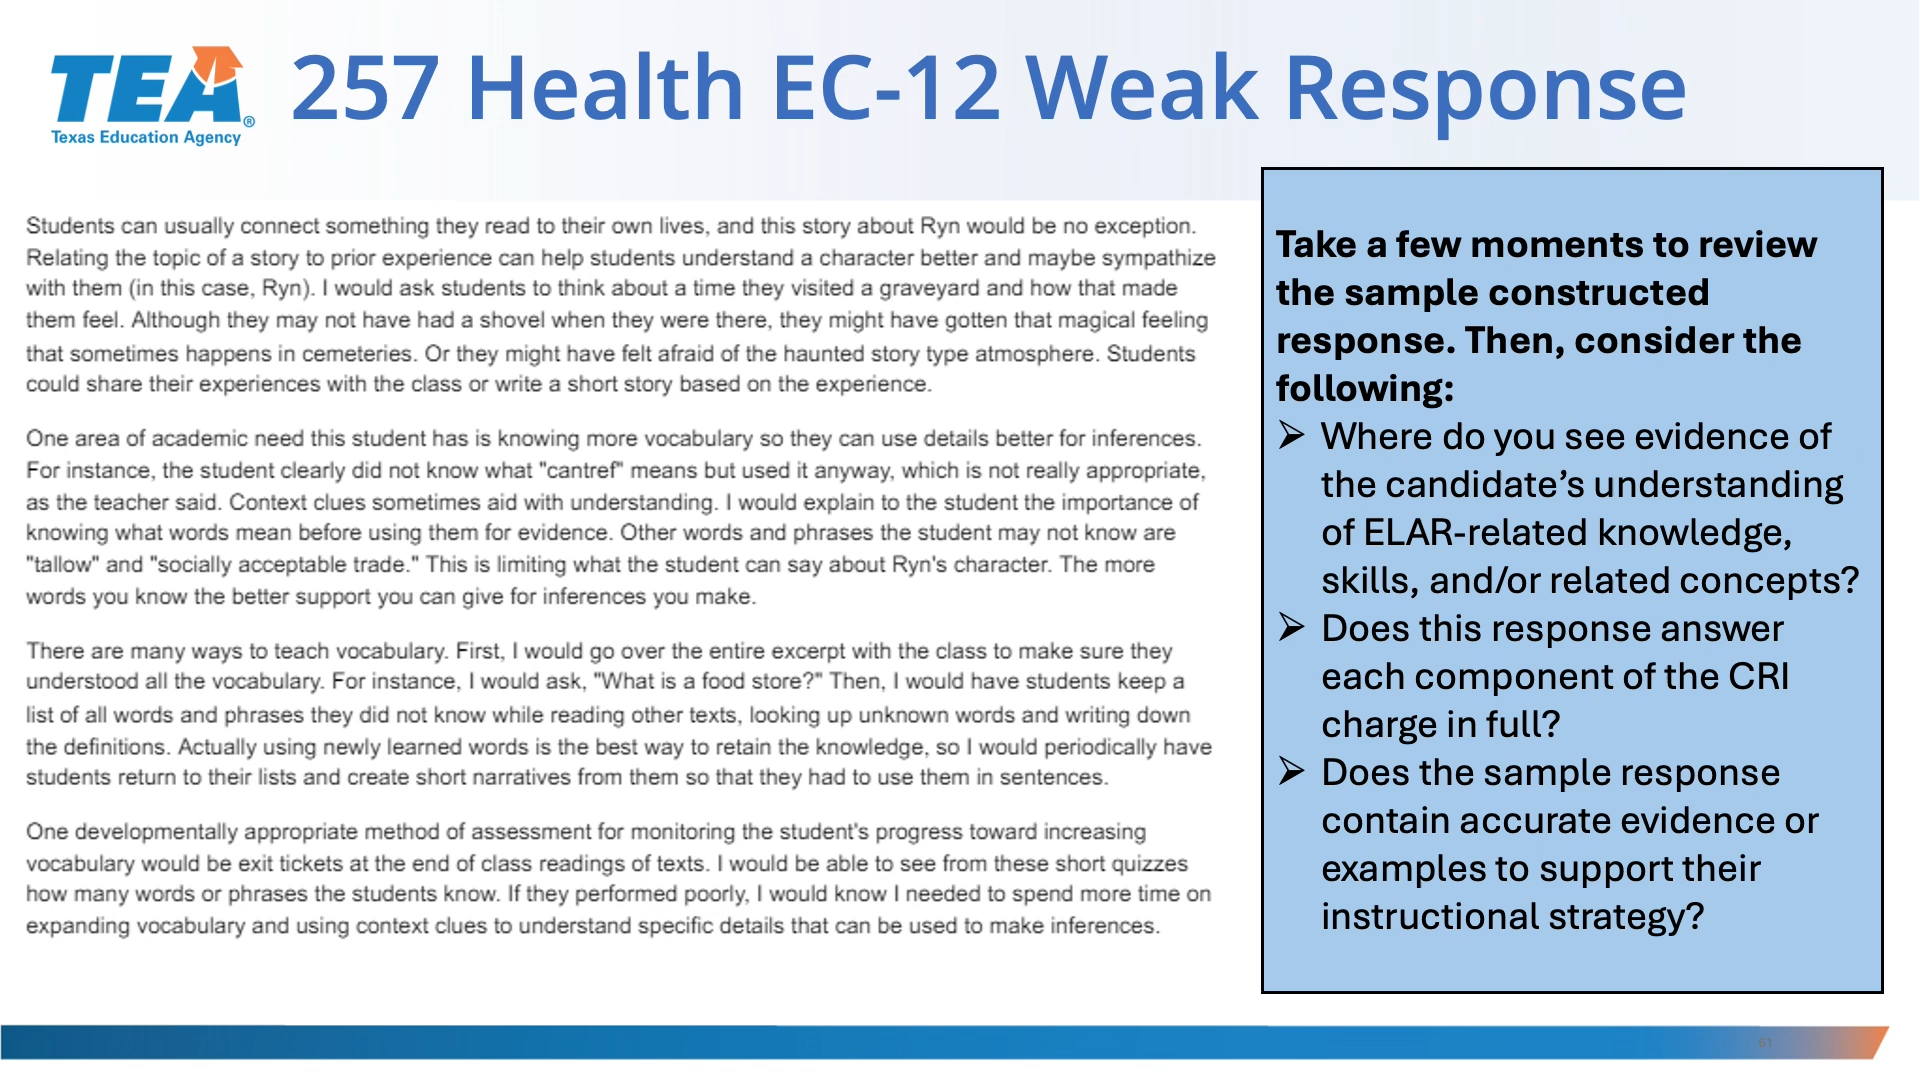 TEA®
Texas Education Agency
257 Health EC-12 Weak Response
Students can usually connect something they read to their own lives, and this story about Ryn would be no exception.
Relating the topic of a story to prior experience can help students understand a character better and maybe sympathize
with them (in this case, Ryn). I would ask students to think about a time they visited a graveyard and how that made
them feel. Although they may not have had a shovel when they were there, they might have gotten that magical feeling
that sometimes happens in cemeteries. Or they might have felt afraid of the haunted story type atmosphere. Students
could share their experiences with the class or write a short story based on the experience.
One area of academic need this student has is knowing more vocabulary so they can use details better for inferences.
For instance, the student clearly did not know what "cantref" means but used it anyway, which is not really appropriate,
as the teacher said. Context clues sometimes aid with understanding. I would explain to the student the importance of
knowing what words mean before using them for evidence. Other words and phrases the student may not know are
"tallow" and "socially acceptable trade." This is limiting what the student can say about Ryn's character. The more
words you know the better support you can give for inferences you make.
There are many ways to teach vocabulary. First, I would go over the entire excerpt with the class to make sure they
understood all the vocabulary. For instance, I would ask, "What is a food store?" Then, I would have students keep a
list of all words and phrases they did not know while reading other texts, looking up unknown words and writing down
the definitions. Actually using newly learned words is the best way to retain the knowledge, so I would periodically have
students return to their lists and create short narratives from them so that they had to use them in sentences.
One developmentally appropriate method of assessment for monitoring the student's progress toward increasing
vocabulary would be exit tickets at the end of class readings of texts. I would be able to see from these short quizzes
how many words or phrases the students know. If they performed poorly, I would know I needed to spend more time on
expanding vocabulary and using context clues to understand specific details that can be used to make inferences.
Take a few moments to review
the sample constructed
response. Then, consider the
following:
➢ Where do you see evidence of
the candidate’s understanding
of ELAR-related knowledge,
skills, and/or related concepts?
➢ Does this response answer
each component of the CRI
charge in full?
➢ Does the sample response
contain accurate evidence or
examples to support their
instructional strategy?
61